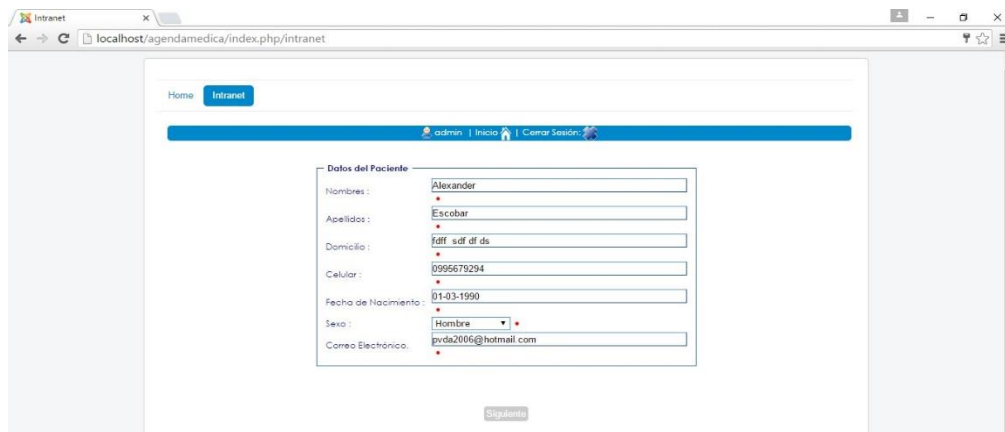 Intranet
localhost/agendamedica/index.php/intranet
Home Intranet
admin | Inicio | Cerrar Sesión:
Datos del Paciente
Nombres : Alexander
Apellidos : Escobar
Domicilio : fdff sdf df ds
Celular : 0995679294
Fecha de Nacimiento : 01-03-1990
Sexo : Hombre
Correo Electrónico. pvda2006@hotmail.com
Siguiente